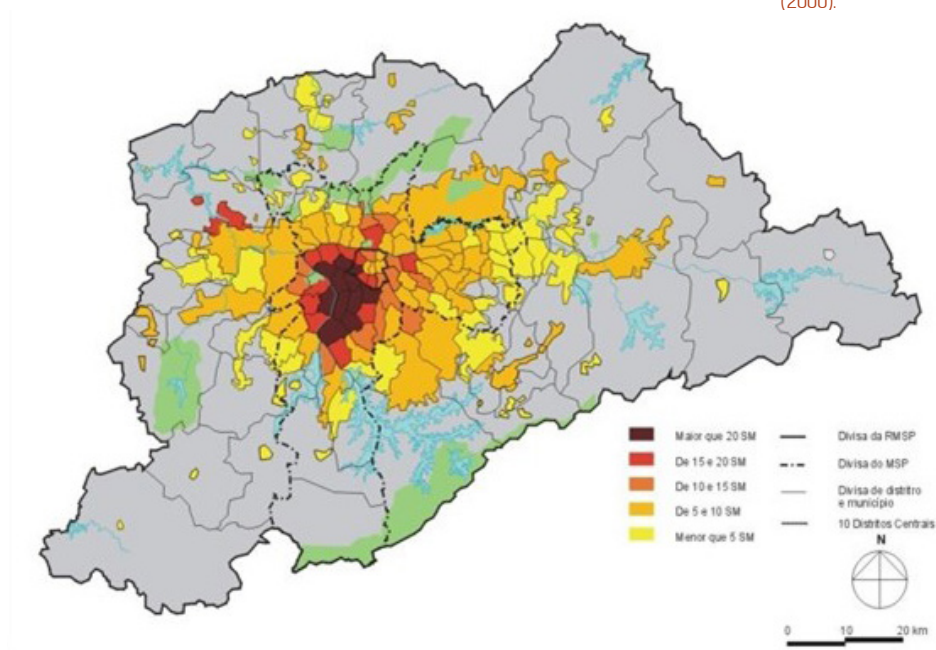 (2000).
Maior que 20 SM
De 15 e 20 SM
De 10 e 15 SM
De 5 e 10 SM
Menor que 5 SM
Divisa da RMSP
Divisa do MSP
Divisa de distritro
e município
10 Distritos Centrais
N
0 10 20 km